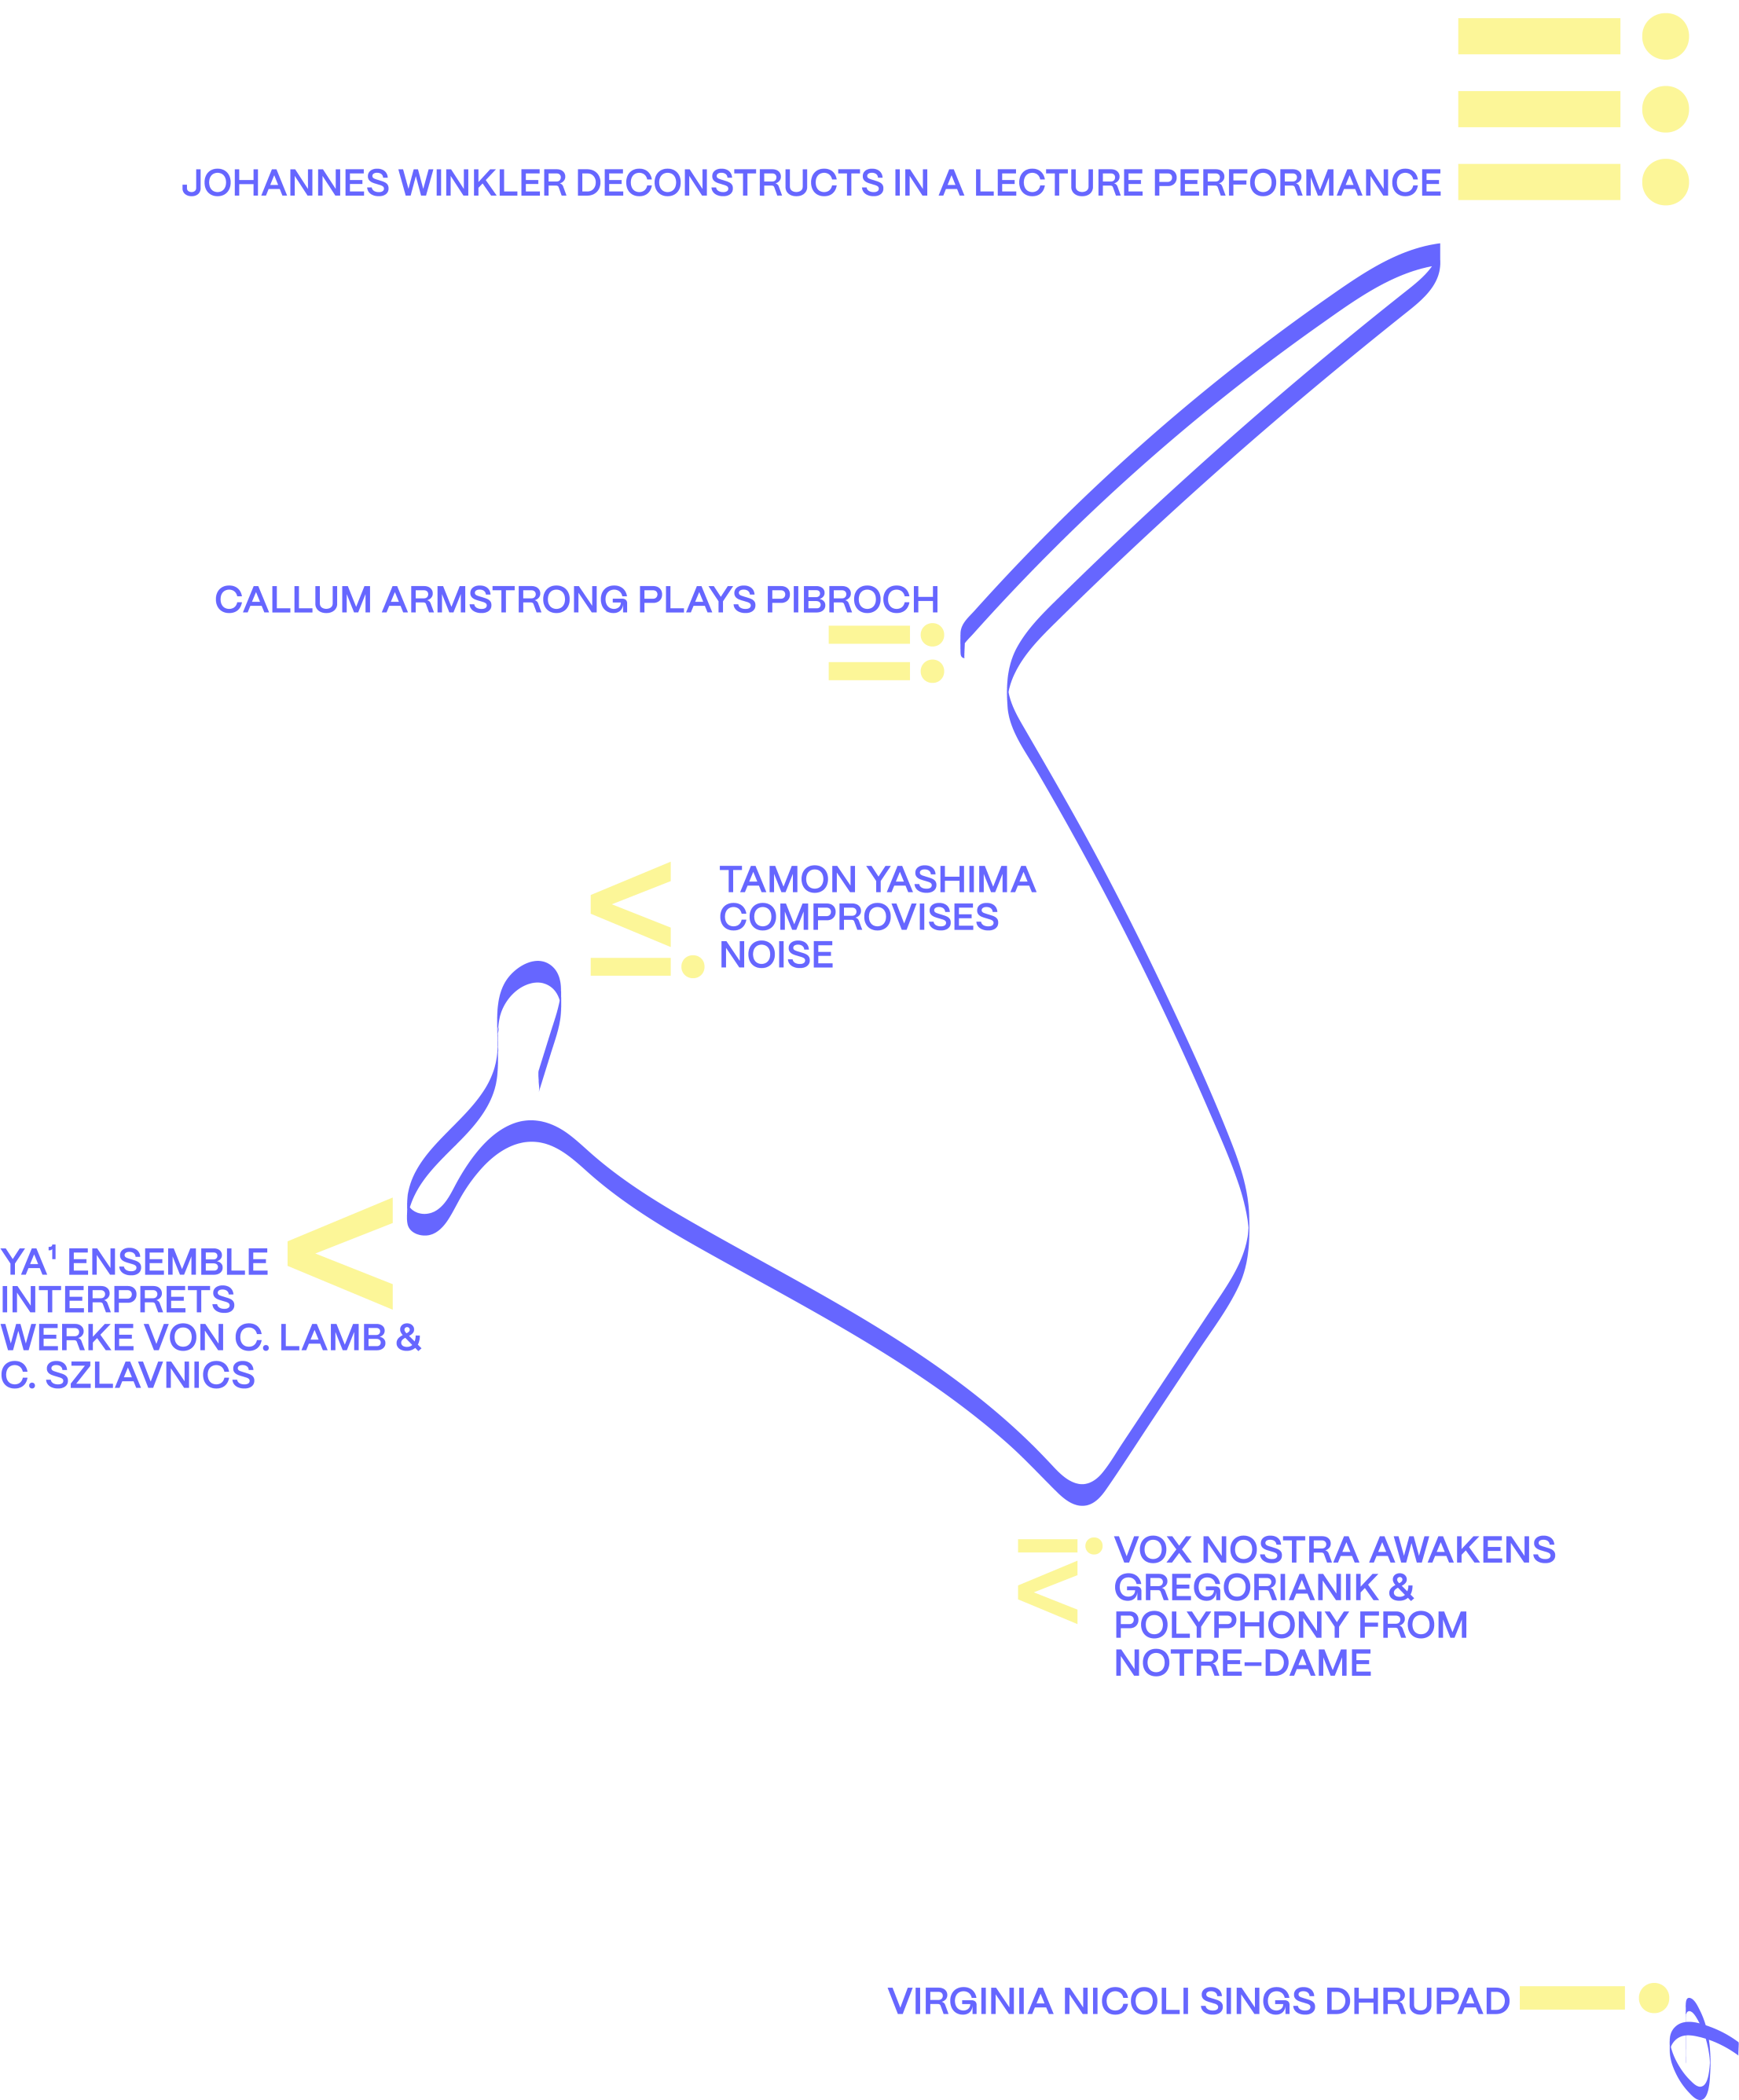 JOHANNES WINKLER DECONSTRUCTS IN A LECTURE PERFORMANCE
CALLUM ARMSTRONG PLAYS PIBROCH
TAMON YASHIMA
COMPROVISES
NOISE
YA¹ ENSEMBLE
INTERPRETS
WERKE VON C. LAMB &
C. SZLAVNICS
VOX NOSTRA AWAKENS
GREGORIANIK &
POLYPHONY FROM
NOTRE-DAME
VIRGINIA NICOLI SINGS DHRUPAD